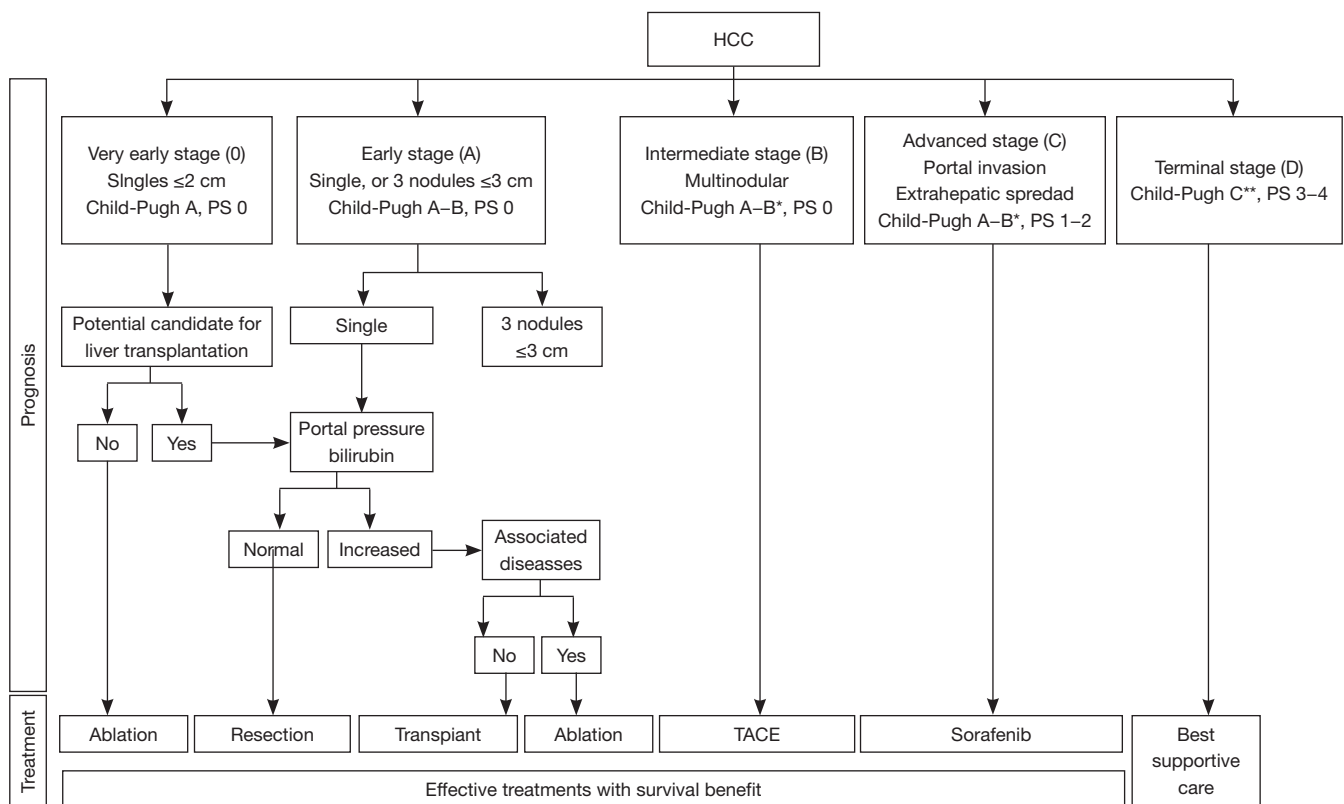 HCC
Prognosis
Very early stage (0)
SIngles ≤2 cm
Child-Pugh A, PS 0
Early stage (A)
Single, or 3 nodules ≤3 cm
Child-Pugh A–B, PS 0
Intermediate stage (B)
Multinodular
Child-Pugh A–B*, PS 0
Advanced stage (C)
Portal invasion
Extrahepatic spredad
Child-Pugh A–B*, PS 1–2
Terminal stage (D)
Child-Pugh C**, PS 3–4
Potential candidate for
liver transplantation
Single
3 nodules
≤3 cm
No
Yes
Portal pressure
bilirubin
Normal
Increased
Associated
diseasses
No
Yes
Treatment
Ablation
Resection
Transpiant
Ablation
TACE
Sorafenib
Best
supportive
care
Effective treatments with survival benefit